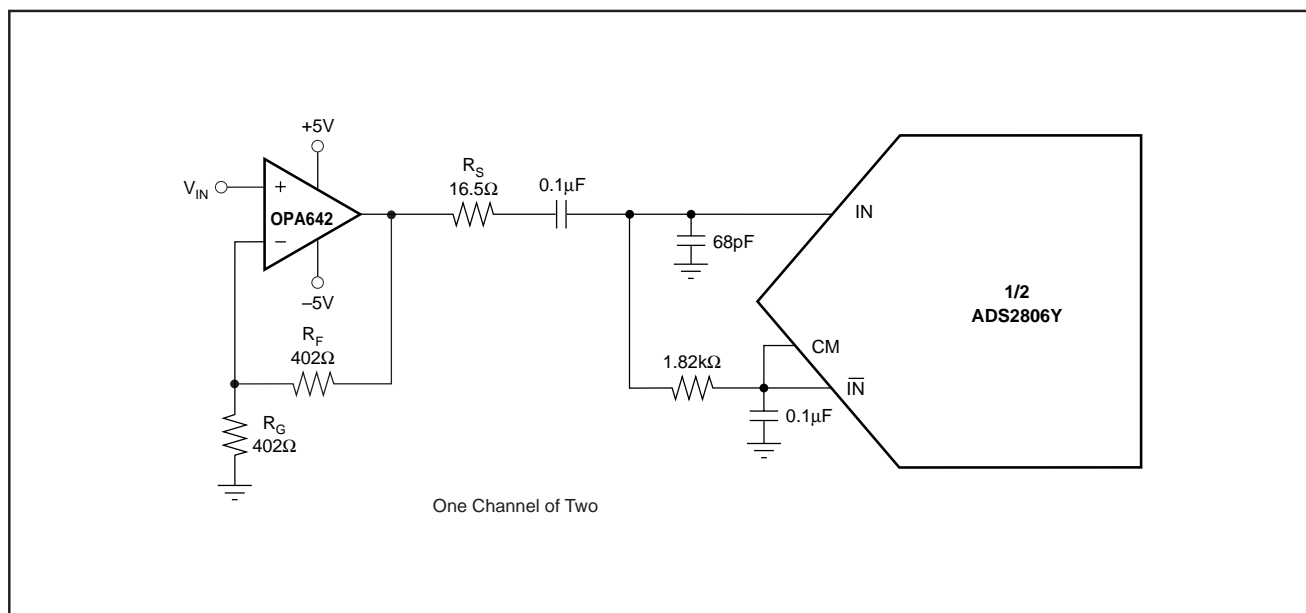 +5V
V_IN
+
−
OPA642
–5V
R_S
16.5Ω
0.1µF
68pF
IN
1/2
ADS2806Y
CM
I̅N̅
1.82kΩ
0.1µF
R_F
402Ω
R_G
402Ω
One Channel of Two